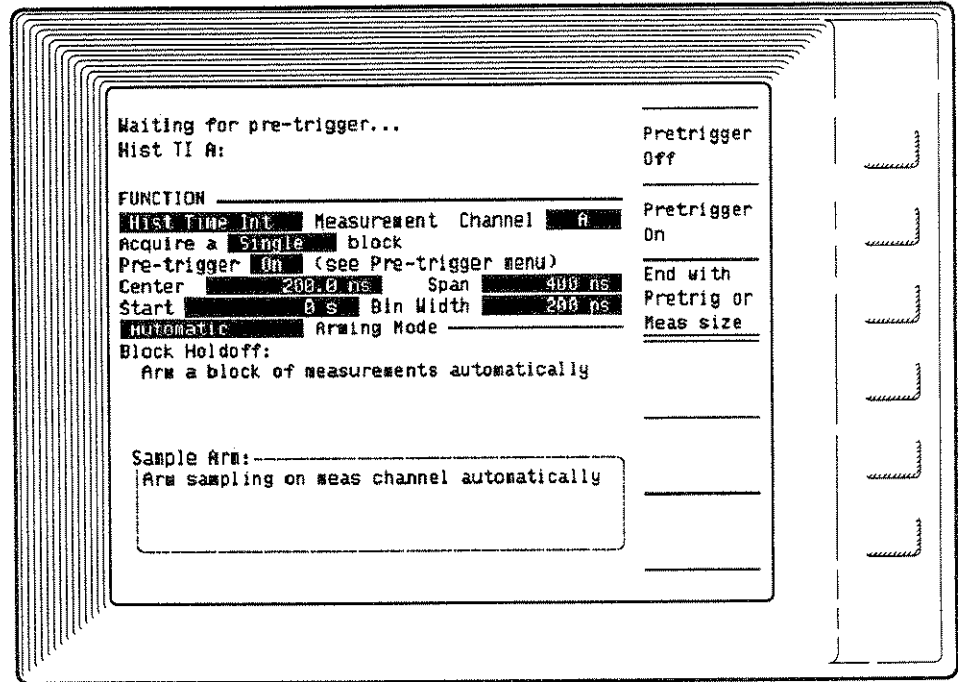 Waiting for pre-trigger...
Hist TI A:
FUNCTION
Hist Time Int Measurement Channel A
Acquire a Single block
Pre-trigger On (see Pre-trigger menu)
Center 200.0 ns Span 400 ns
Start 0 s Bin Width 200 ps
Automatic Arming Mode
Block Holdoff:
Arm a block of measurements automatically
Sample Arm:
Arm sampling on meas channel automatically
Pretrigger
Off
Pretrigger
On
End with
Pretrig or
Meas size